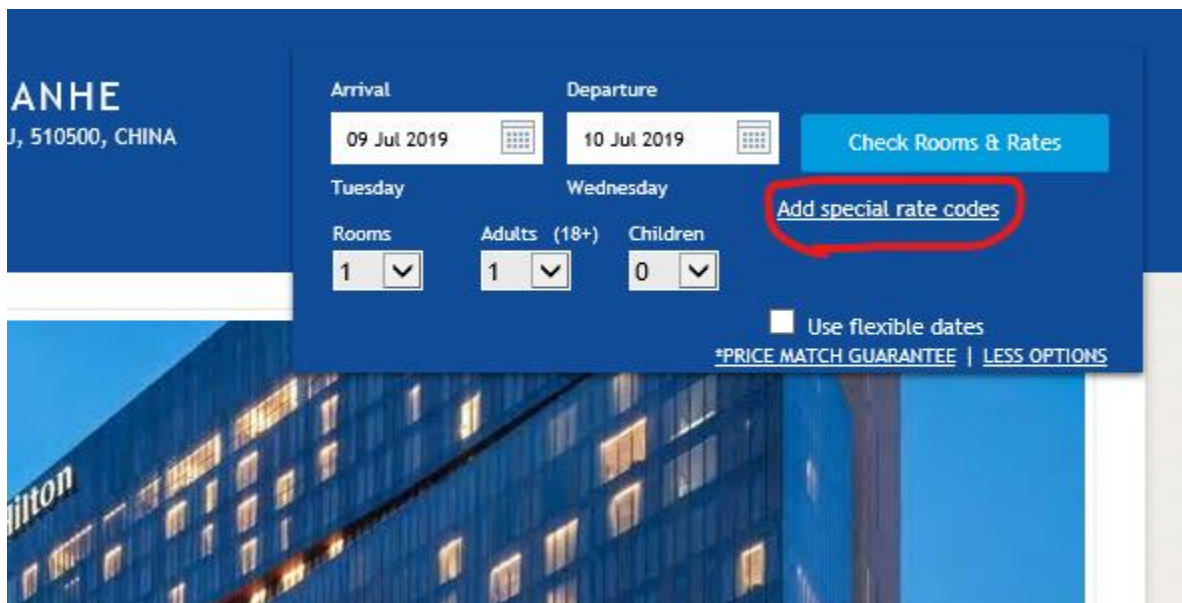 ANHE
J, 510500, CHINA
Arrival Departure
09 Jul 2019 10 Jul 2019 Check Rooms & Rates
Tuesday Wednesday
Add special rate codes
Rooms Adults (18+) Children
1 1 0
Use flexible dates
*PRICE MATCH GUARANTEE | LESS OPTIONS
Hilton